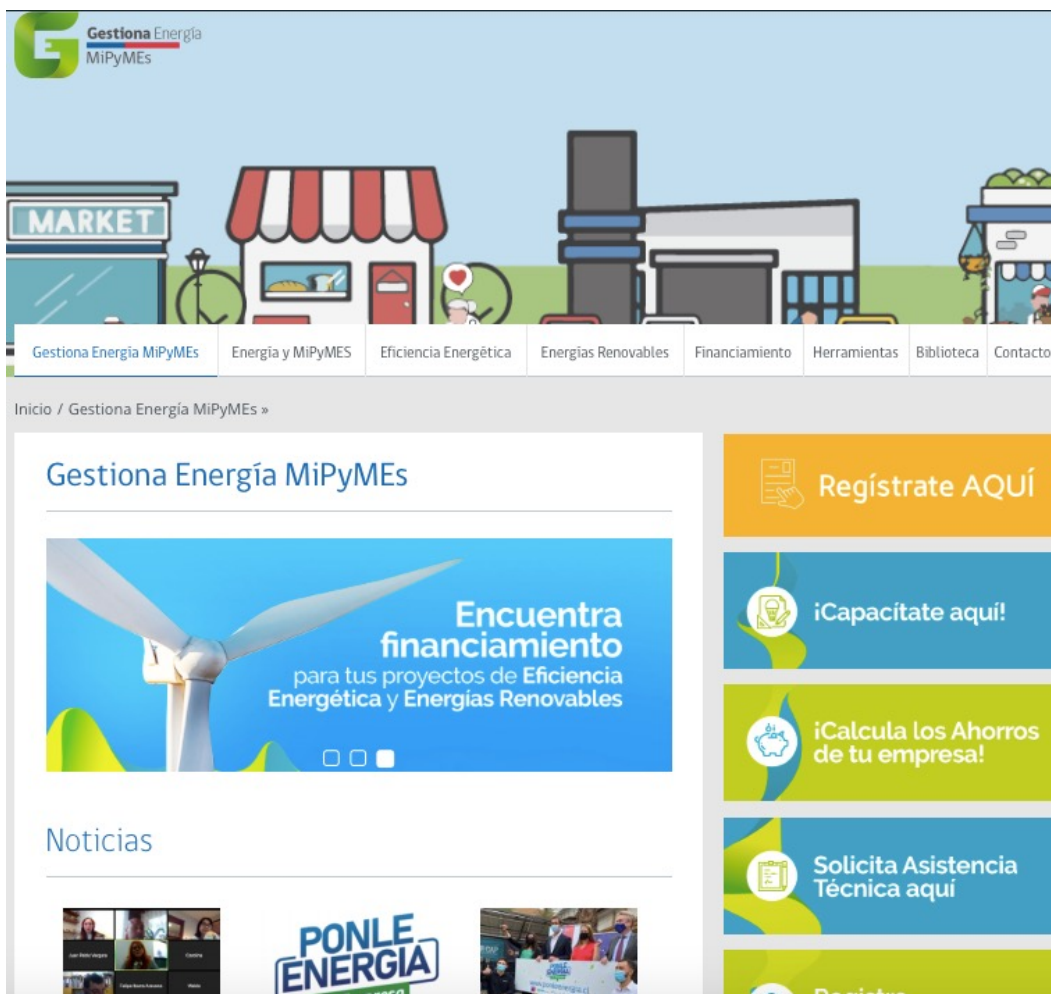 Gestiona Energía
MiPyMEs
MARKET
Gestiona Energía MiPyMEs
Energía y MiPyMES
Eficiencia Energética
Energías Renovables
Financiamiento
Herramientas
Biblioteca
Contacto
Inicio / Gestiona Energía MiPyMEs »
Gestiona Energía MiPyMEs
Encuentra
financiamiento
para tus proyectos de Eficiencia
Energética y Energías Renovables
Noticias
PONLE
ENERGÍA
Regístrate AQUÍ
¡Capacítate aquí!
¡Calcula los Ahorros
de tu empresa!
Solicita Asistencia
Técnica aquí